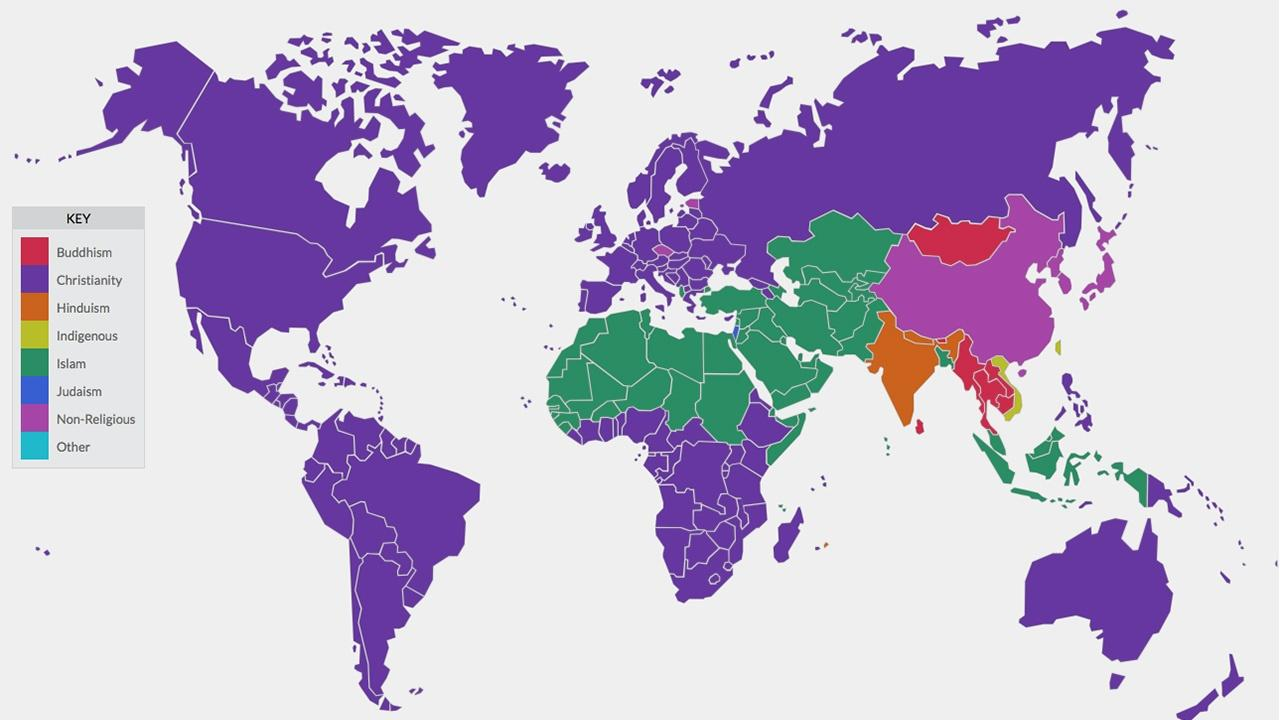 KEY
Buddhism
Christianity
Hinduism
Indigenous
Islam
Judaism
Non-Religious
Other